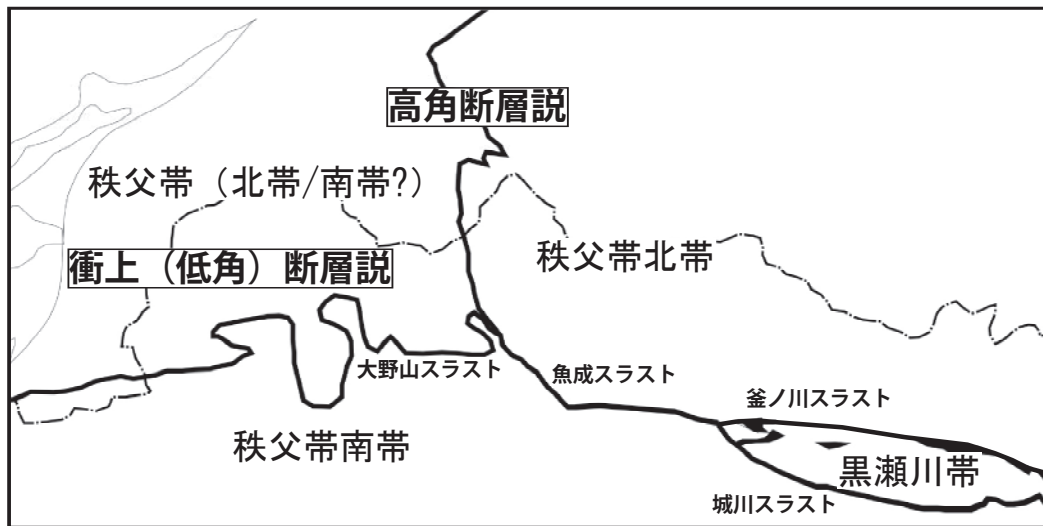 高角断層説
秩父帯（北帯/南帯?）
秩父帯北帯
衝上（低角）断層説
大野山スラスト
魚成スラスト
釜ノ川スラスト
秩父帯南帯
黒瀬川帯
城川スラスト